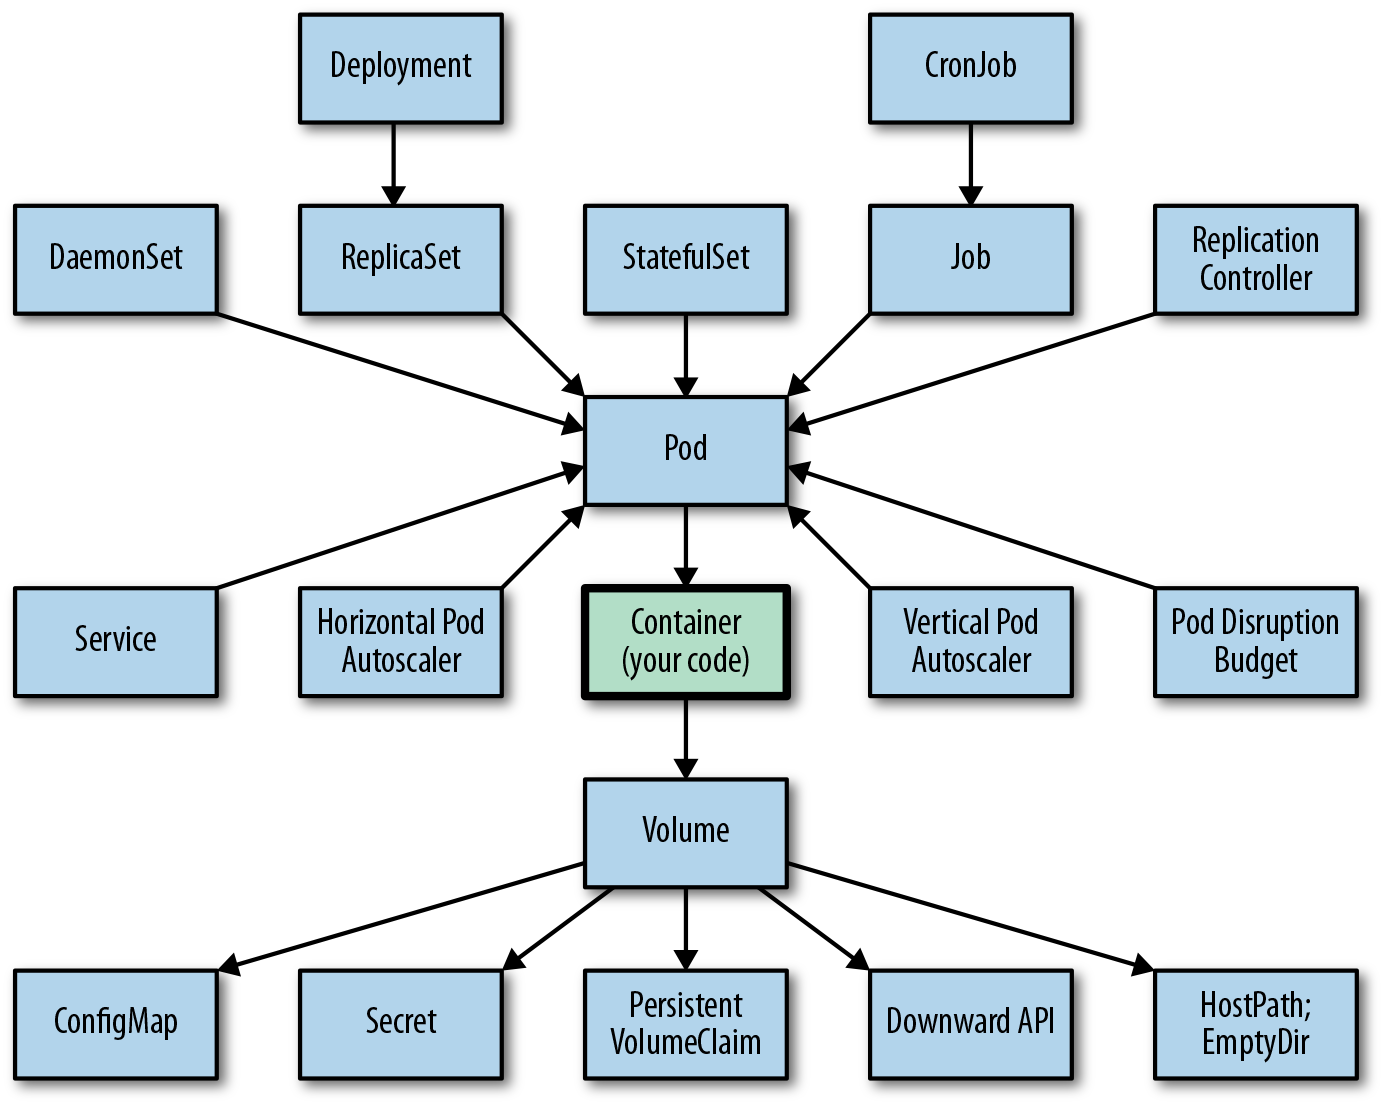 Deployment
CronJob
DaemonSet
ReplicaSet
StatefulSet
Job
Replication
Controller
Pod
Service
Horizontal Pod
Autoscaler
Container
(your code)
Vertical Pod
Autoscaler
Pod Disruption
Budget
Volume
ConfigMap
Secret
Persistent
VolumeClaim
Downward API
HostPath;
EmptyDir